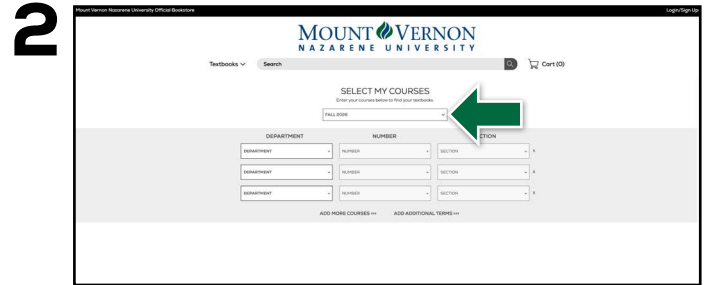 2
Mount Vernon Nazarene University Official Bookstore Login/Sign Up
MOUNT VERNON
NAZARENE UNIVERSITY
Textbooks Search Cart (0)
SELECT MY COURSES
Enter your courses below to find your textbooks.
FALL 2026
DEPARTMENT NUMBER CTION
DEPARTMENT NUMBER SECTION X
DEPARTMENT NUMBER SECTION X
DEPARTMENT NUMBER SECTION X
ADD MORE COURSES >>> ADD ADDITIONAL TERMS >>>